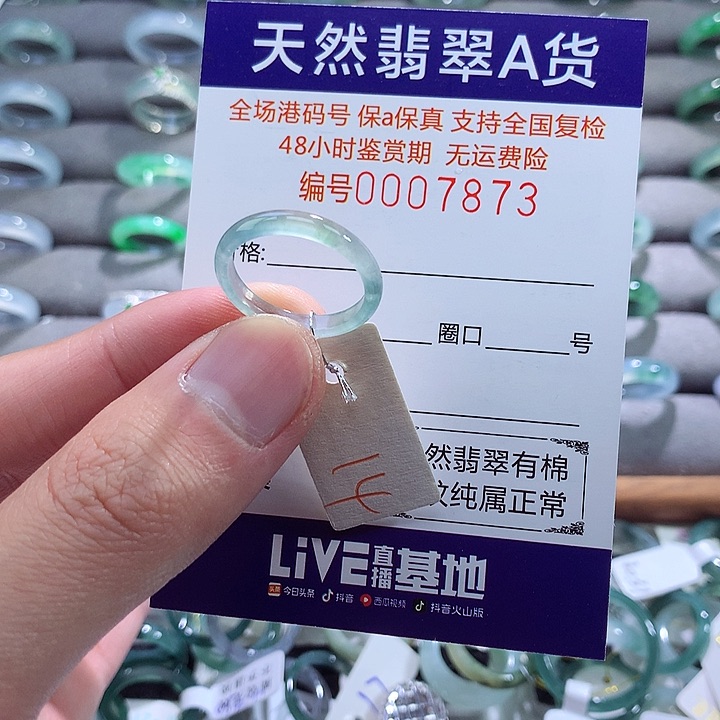 天然翡翠A货
全场港码号 保a保真 支持全国复检
48小时鉴赏期 无运费险
编号0007873
格:
圈口 号
然翡翠有棉
纹纯属正常
LiVE直播基地
头条 今日头条 抖音 西瓜视频 抖音火山版